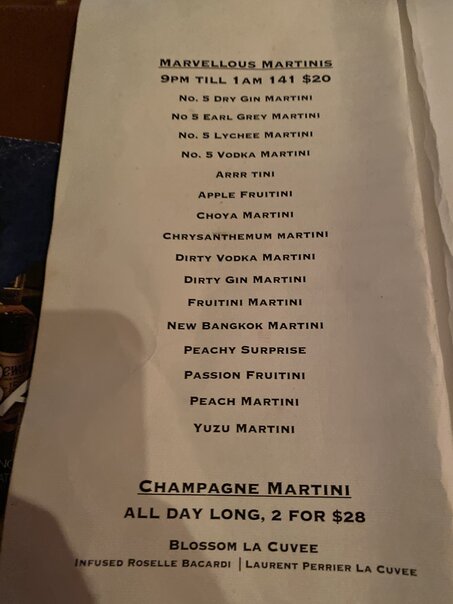 MARVELLOUS MARTINIS
9PM TILL 1AM 141 $20
NO. 5 DRY GIN MARTINI
NO 5 EARL GREY MARTINI
NO. 5 LYCHEE MARTINI
NO. 5 VODKA MARTINI
ARRR TINI
APPLE FRUITINI
CHOYA MARTINI
CHRYSANTHEMUM MARTINI
DIRTY VODKA MARTINI
DIRTY GIN MARTINI
FRUITINI MARTINI
NEW BANGKOK MARTINI
PEACHY SURPRISE
PASSION FRUITINI
PEACH MARTINI
YUZU MARTINI
CHAMPAGNE MARTINI
ALL DAY LONG, 2 FOR $28
BLOSSOM LA CUVEE
INFUSED ROSELLE BACARDI | LAURENT PERRIER LA CUVEE